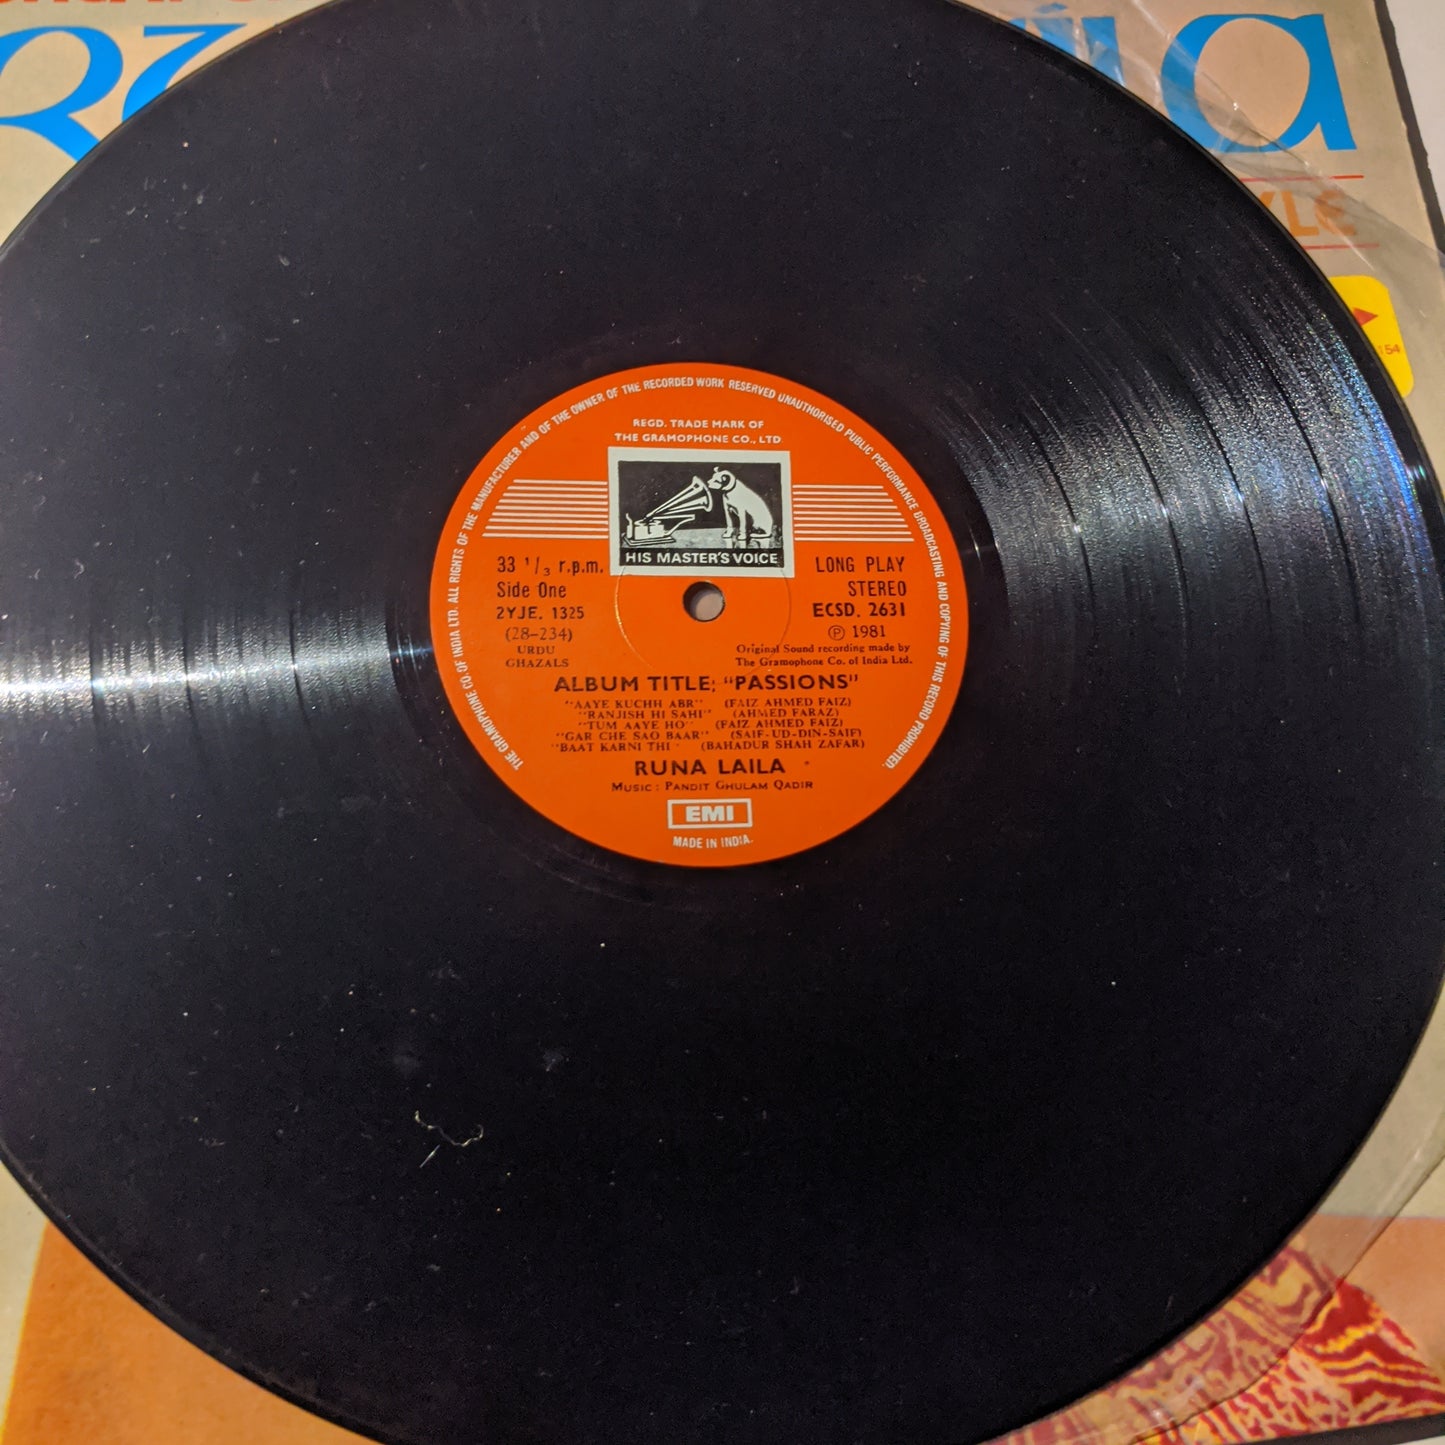 YLE
154
THE GRAMOPHONE CO. OF INDIA LTD. ALL RIGHTS OF THE MANUFACTURER AND OF THE OWNER OF THE RECORDED WORK RESERVED UNAUTHORISED PUBLIC PERFORMANCE BROADCASTING AND COPYING OF THIS RECORD PROHIBITED.
REGD. TRADE MARK OF
THE GRAMOPHONE CO., LTD
HIS MASTER'S VOICE
33 1/3 r.p.m.
Side One
2YJE. 1325
(28-234)
URDU
GHAZALS
LONG PLAY
STEREO
ECSD. 2631
℗ 1981
Original Sound recording made by
The Gramophone Co. of India Ltd.
ALBUM TITLE; "PASSIONS"
"AAYE KUCHH ABR" (FAIZ AHMED FAIZ)
"RANJISH HI SAHI" (AHMED FARAZ)
"TUM AAYE HO" (FAIZ AHMED FAIZ)
"GAR CHE SAO BAAR" (SAIF-UD-DIN-SAIF)
"BAAT KARNI THI ' (BAHADUR SHAH ZAFAR)
RUNA LAILA
MUSIC : PANDIT GHULAM QADIR
EMI
MADE IN INDIA.